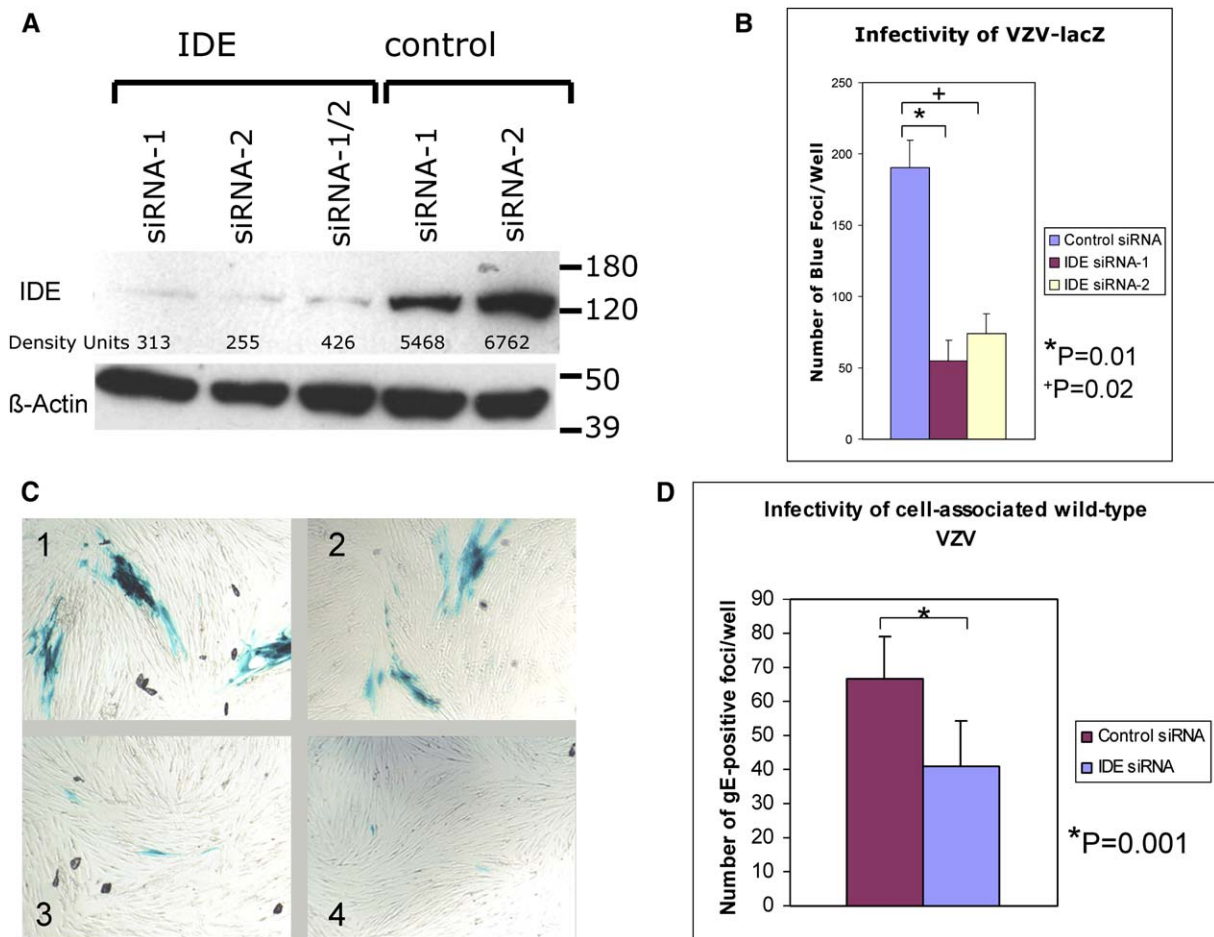 A
IDE
control
siRNA-1
siRNA-2
siRNA-1/2
siRNA-1
siRNA-2
IDE
180
120
Density Units 313 255 426 5468 6762
ß-Actin
50
39
B
Infectivity of VZV-lacZ
Number of Blue Foci/Well
250
200
150
100
50
0
+
*
Control siRNA
IDE siRNA-1
IDE siRNA-2
*P=0.01
+P=0.02
C
1
2
3
4
D
Infectivity of cell-associated wild-type
VZV
Number of gE-positive foci/well
90
80
70
60
50
40
30
20
10
0
*
Control siRNA
IDE siRNA
*P=0.001